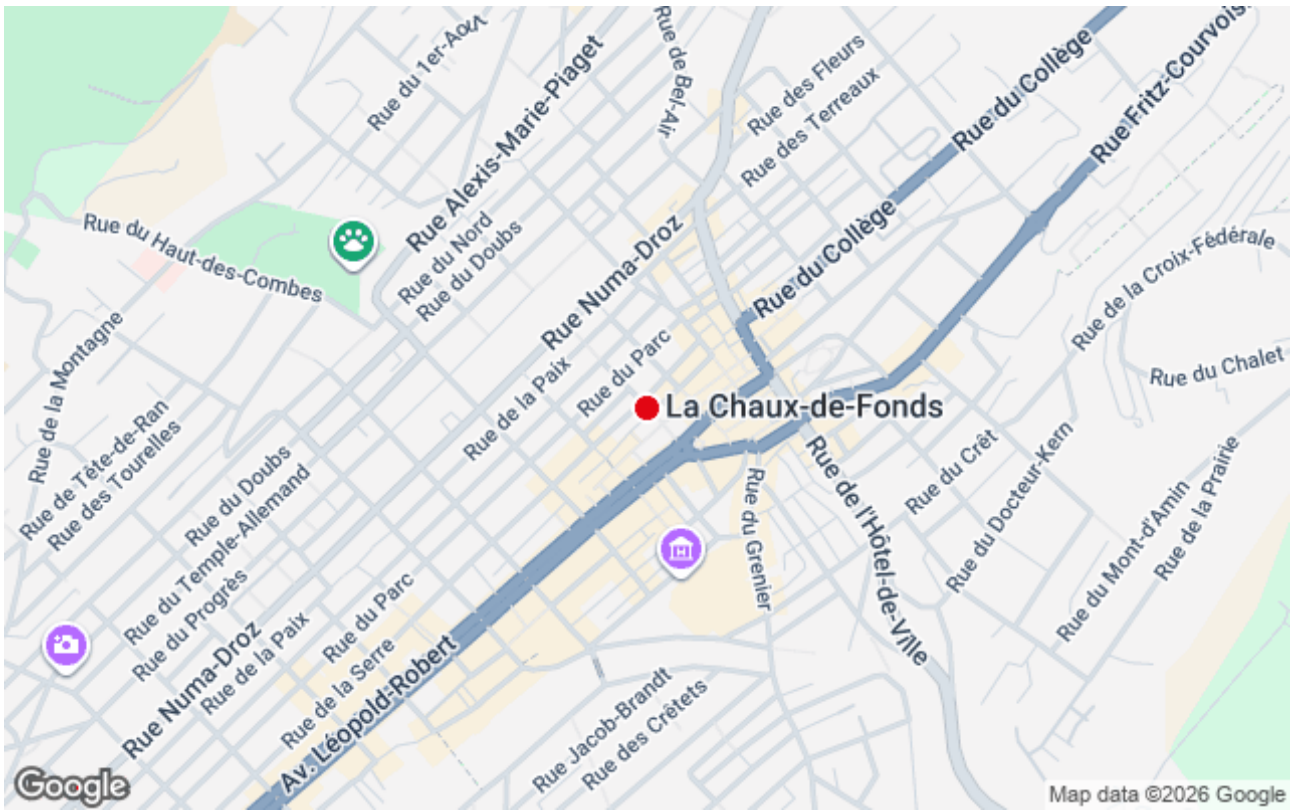 Rue du 1er-Août
Rue Alexis-Marie-Piaget
Rue de Bel-Air
Rue des Fleurs
Rue des Terreaux
Rue du Collège
Rue Fritz-Courvois
Rue du Haut-des-Combes
Rue du Nord
Rue du Doubs
Rue Numa-Droz
Rue du Collège
Rue de la Croix-Fédérale
Rue du Chalet
Rue de la Montagne
Rue de la Paix
Rue du Parc
La Chaux-de-Fonds
Rue de Tête-de-Ran
Rue des Tourelles
Rue du Doubs
Rue du Temple-Allemand
Rue du Progrès
Rue Numa-Droz
Rue de la Paix
Rue du Parc
Rue de la Serre
Av. Léopold-Robert
Rue du Grenier
Rue de l'Hôtel-de-Ville
Rue du Crêt
Rue du Docteur-Kern
Rue du Mont-d'Amin
Rue de la Prairie
Rue Jacob-Brandt
Rue des Crêtets
H
Google
Map data ©2026 Google